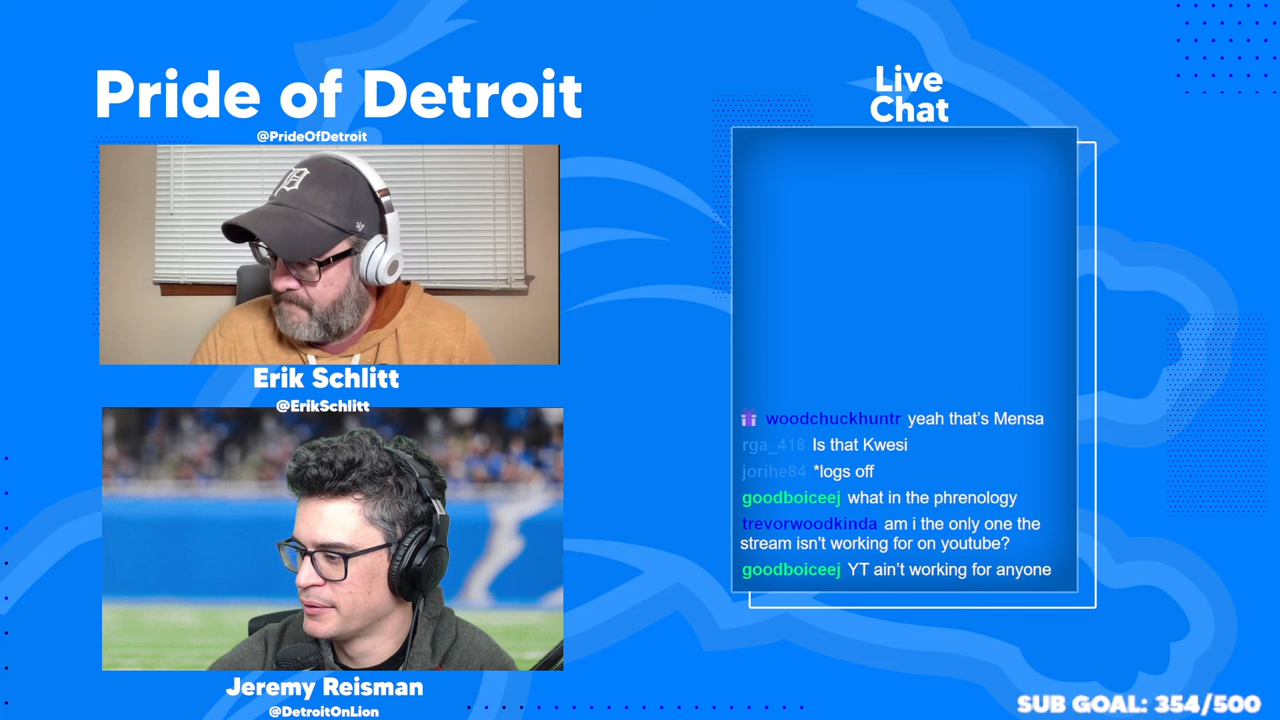 Pride of Detroit
@PrideOfDetroit
Erik Schlitt
@ErikSchlitt
Jeremy Reisman
@DetroitOnLion
Live
Chat
woodchuckhuntr yeah that's Mensa
rga_418 Is that Kwesi
jorihe84 *logs off
goodboiceej what in the phrenology
trevorwoodkinda am i the only one the
stream isn't working for on youtube?
goodboiceej YT ain't working for anyone
SUB GOAL: 354/500